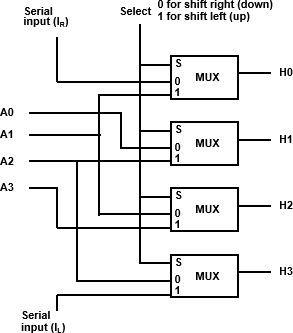 Serial
input (I_R)
Select
0 for shift right (down)
1 for shift left (up)
S
0
1
MUX
H0
A0
A1
A2
A3
S
0
1
MUX
H1
S
0
1
MUX
H2
S
0
1
MUX
H3
Serial
input (I_L)